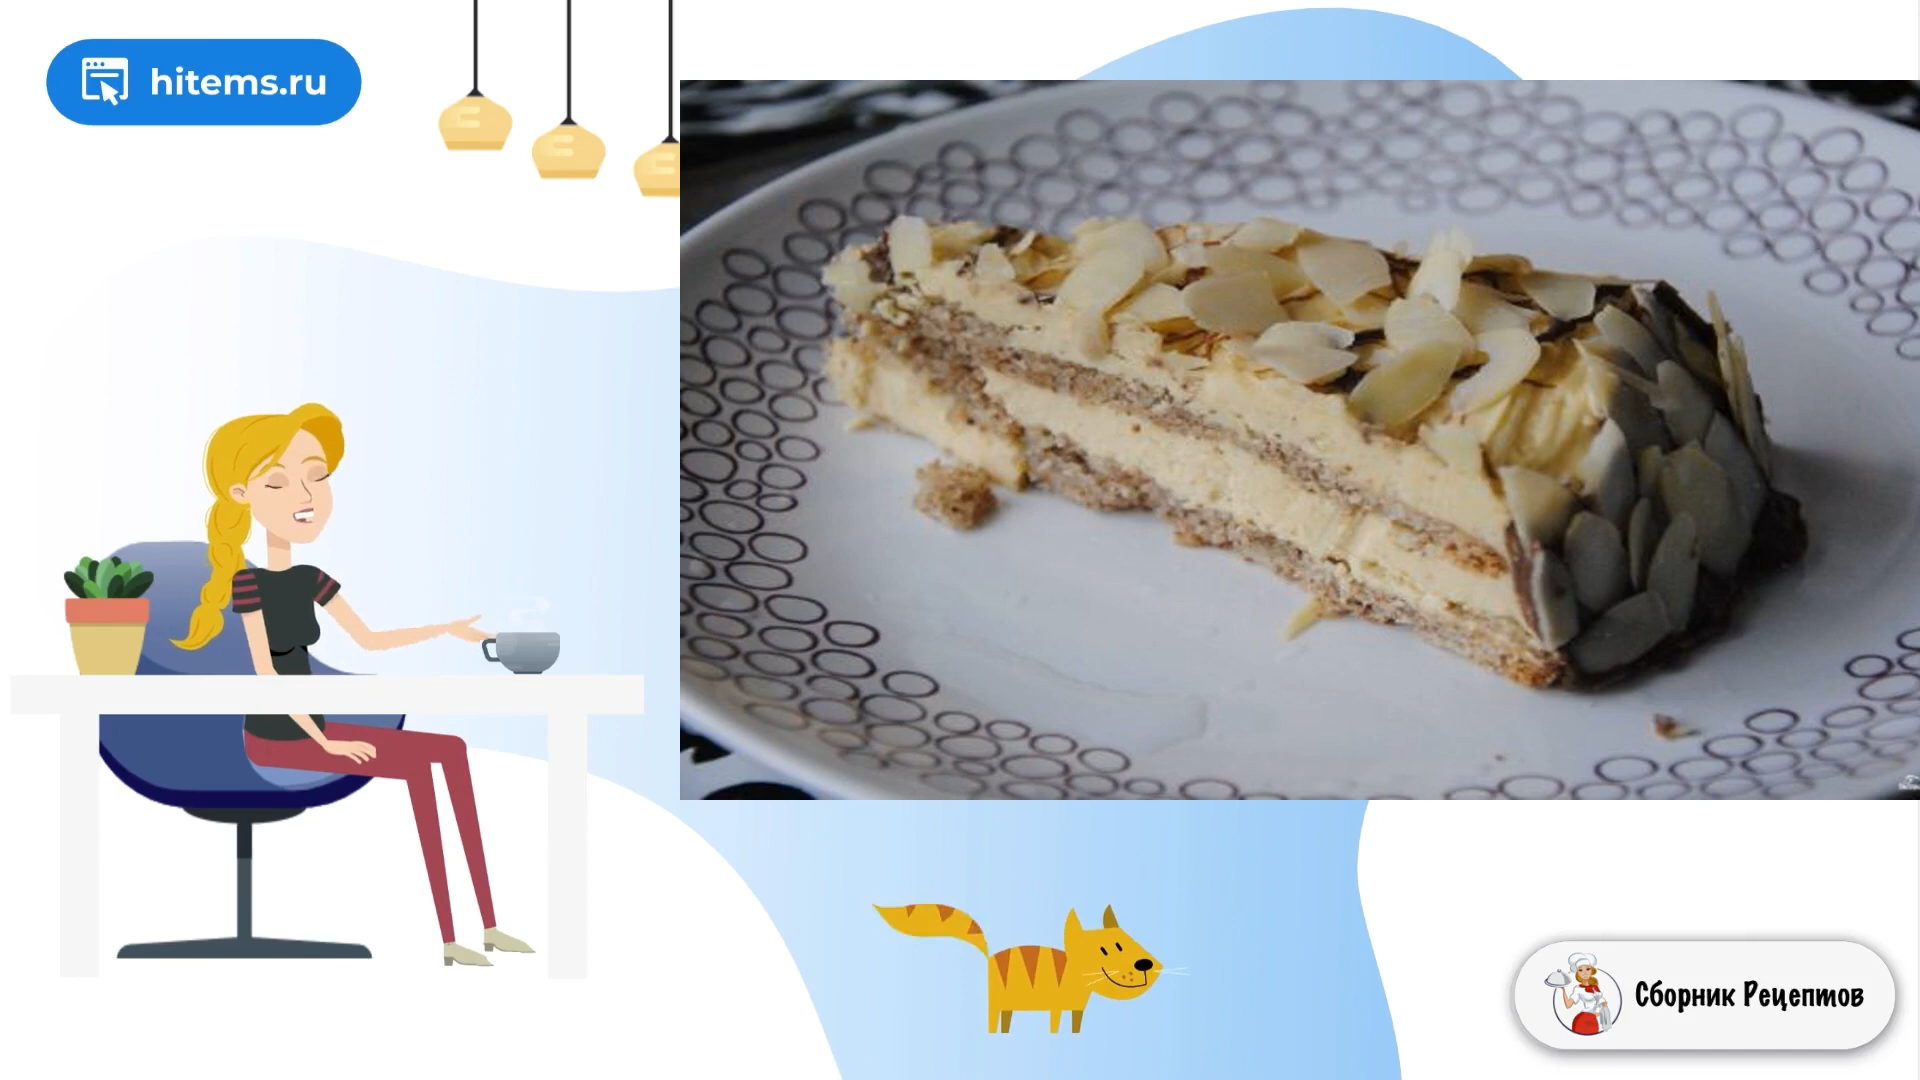 hitems.ru
Сборник Рецептов